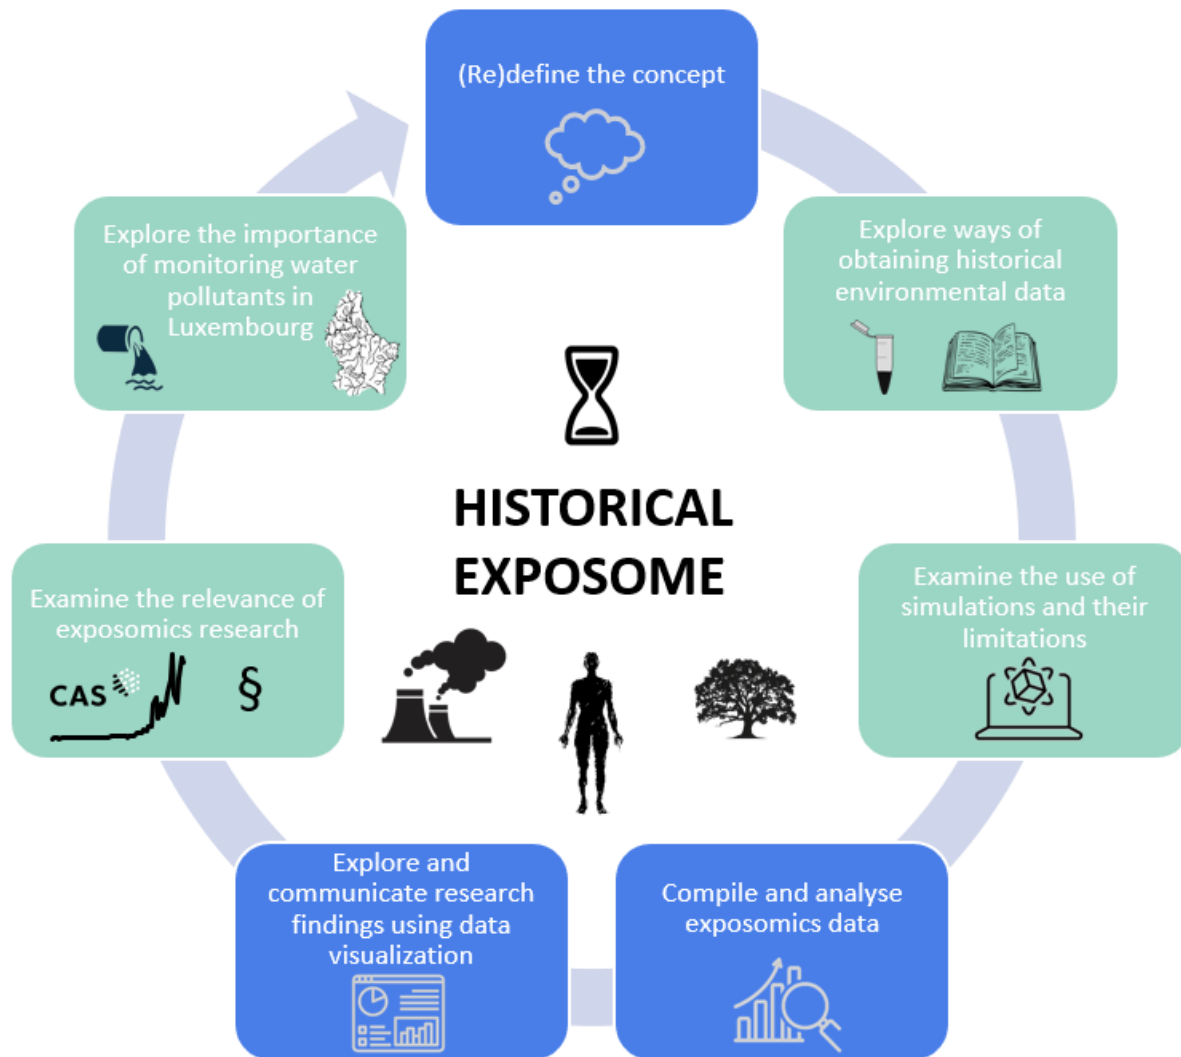 (Re)define the concept
Explore ways of
obtaining historical
environmental data
Examine the use of
simulations and their
limitations
Compile and analyse
exposomics data
Explore and
communicate research
findings using data
visualization
Examine the relevance of
exposomics research
CAS
§
Explore the importance
of monitoring water
pollutants in
Luxembourg
HISTORICAL
EXPOSOME